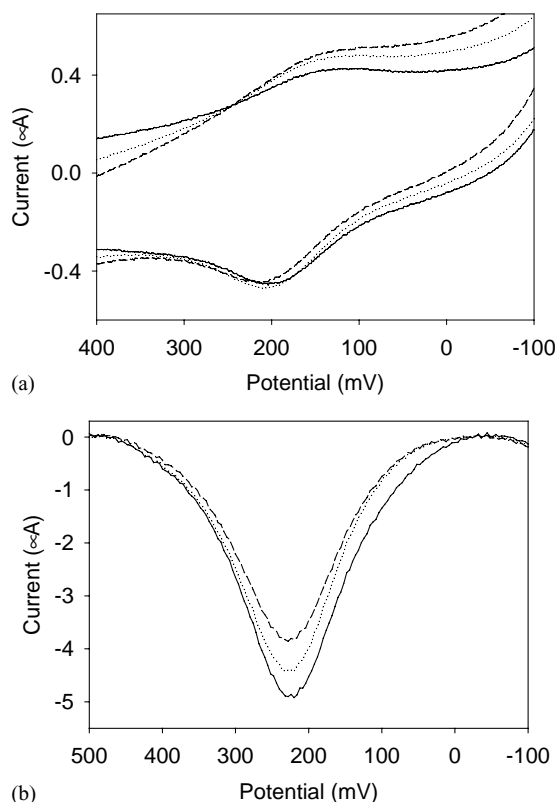 0.4
0.0
-0.4
Current (∝A)
400 300 200 100 0 -100
(a)
Potential (mV)
0
-1
-2
-3
-4
-5
Current (∝A)
500 400 300 200 100 0 -100
(b)
Potential (mV)